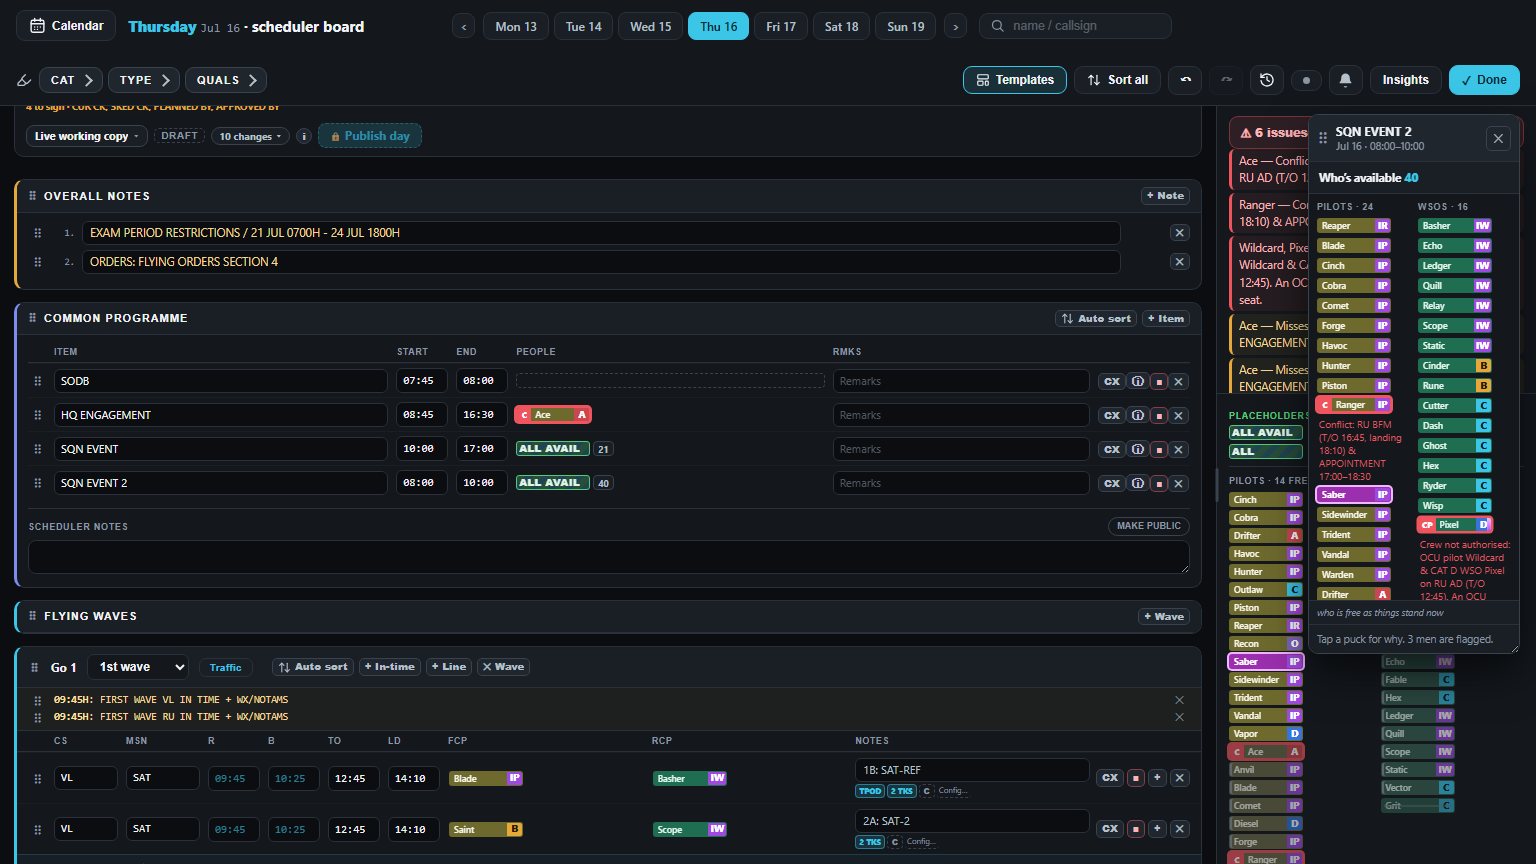 Calendar
Thursday Jul 16 · scheduler board
‹ Mon 13 Tue 14 Wed 15 Thu 16 Fri 17 Sat 18 Sun 19 ›
name / callsign
CAT TYPE QUALS
Templates Sort all Insights ✓ Done
4 to sign · CUR CK, SKED CK, PLANNED BY, APPROVED BY
Live working copy DRAFT 10 changes i Publish day
OVERALL NOTES + Note
1. EXAM PERIOD RESTRICTIONS / 21 JUL 0700H - 24 JUL 1800H
2. ORDERS: FLYING ORDERS SECTION 4
COMMON PROGRAMME Auto sort + Item
ITEM START END PEOPLE RMKS
SODB 07:45 08:00 Remarks CX
HQ ENGAGEMENT 08:45 16:30 C Ace A Remarks CX
SQN EVENT 10:00 17:00 ALL AVAIL 21 Remarks CX
SQN EVENT 2 08:00 10:00 ALL AVAIL 40 Remarks CX
SCHEDULER NOTES MAKE PUBLIC
FLYING WAVES + Wave
Go 1 1st wave Traffic Auto sort + In-time + Line X Wave
09:45H: FIRST WAVE VL IN TIME + WX/NOTAMS
09:45H: FIRST WAVE RU IN TIME + WX/NOTAMS
CS MSN R B TO LD FCP RCP NOTES
VL SAT 09:45 10:25 12:45 14:10 Blade IP Basher IW 1B: SAT-REF CX
TPOD 2 TKS C Config...
VL SAT 09:45 10:25 12:45 14:10 Saint B Scope IW 2A: SAT-2 CX
2 TKS C Config...
6 issues
Ace — Conflic
RU AD (T/O 1
Ranger — Co
18:10) & APP
Wildcard, Pixe
Wildcard & CA
12:45). An OC
seat.
Ace — Misses
ENGAGEMEN
Ace — Misses
ENGAGEMENT
PLACEHOLDERS
ALL AVAIL
ALL
PILOTS · 14 FRE
Cinch IP
Cobra IP
Drifter A
Havoc IP
Hunter IP
Outlaw C
Piston IP
Reaper IR
Recon O
Saber IP
Sidewinder IP
Trident IP
Vandal IP
Vapor D
C Ace A
Anvil IP
Blade IP
Comet IP
Diesel D
Forge IP
C Ranger IP
Echo IW
Fable C
Hex C
Ledger IW
Quill IW
Scope IW
Static IW
Vector C
Grit C
SQN EVENT 2
Jul 16 · 08:00–10:00
Who's available 40
PILOTS · 24
Reaper IR
Blade IP
Cinch IP
Cobra IP
Comet IP
Forge IP
Havoc IP
Hunter IP
Piston IP
C Ranger IP
Conflict: RU BFM
(T/O 16:45, landing
18:10) &
APPOINTMENT
17:00–18:30
Saber IP
Sidewinder IP
Trident IP
Vandal IP
Warden IP
Drifter A
WSOS · 16
Basher IW
Echo IW
Ledger IW
Quill IW
Relay IW
Scope IW
Static IW
Cinder B
Rune B
Cutter C
Dash C
Ghost C
Hex C
Ryder C
Wisp C
CP Pixel D
Crew not authorised:
OCU pilot Wildcard
& CAT D WSO Pixel
on RU AD (T/O
12:45). An OCU
who is free as things stand now
Tap a puck for why. 3 men are flagged.